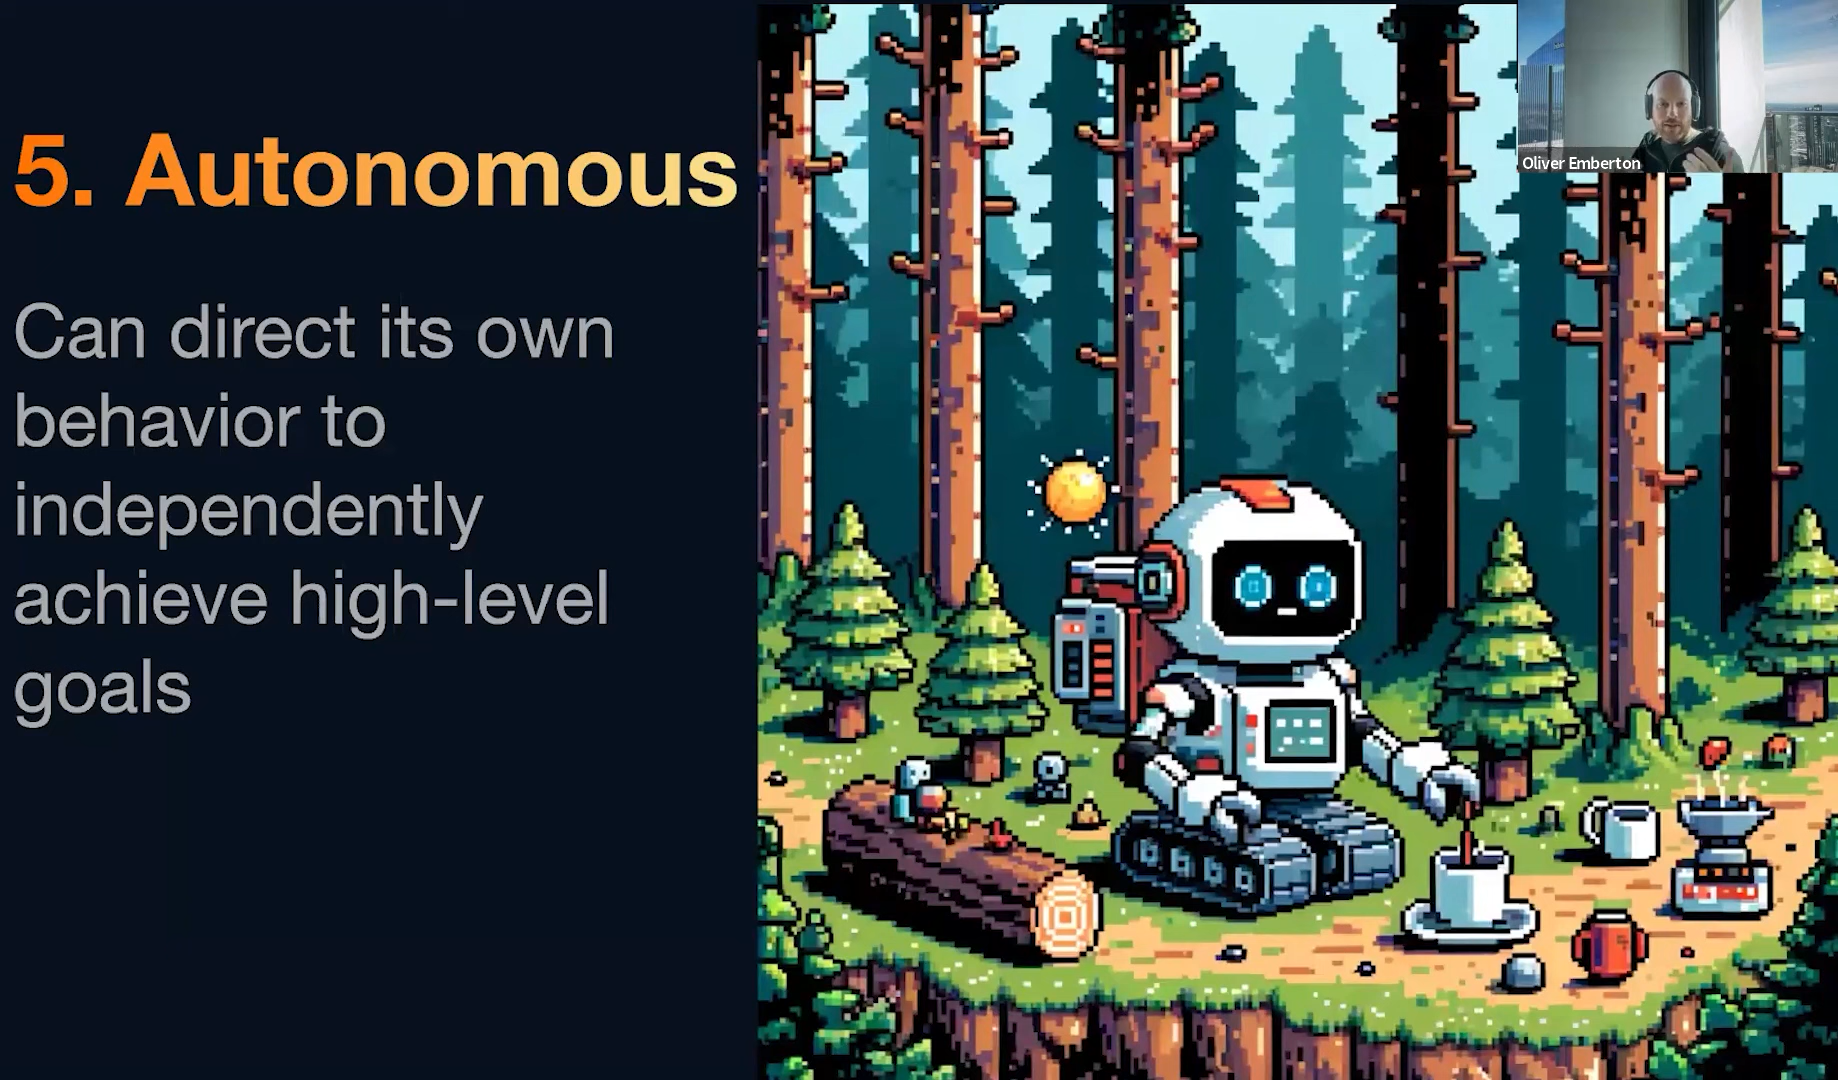 5. Autonomous
Can direct its own
behavior to
independently
achieve high-level
goals
Oliver Emberton